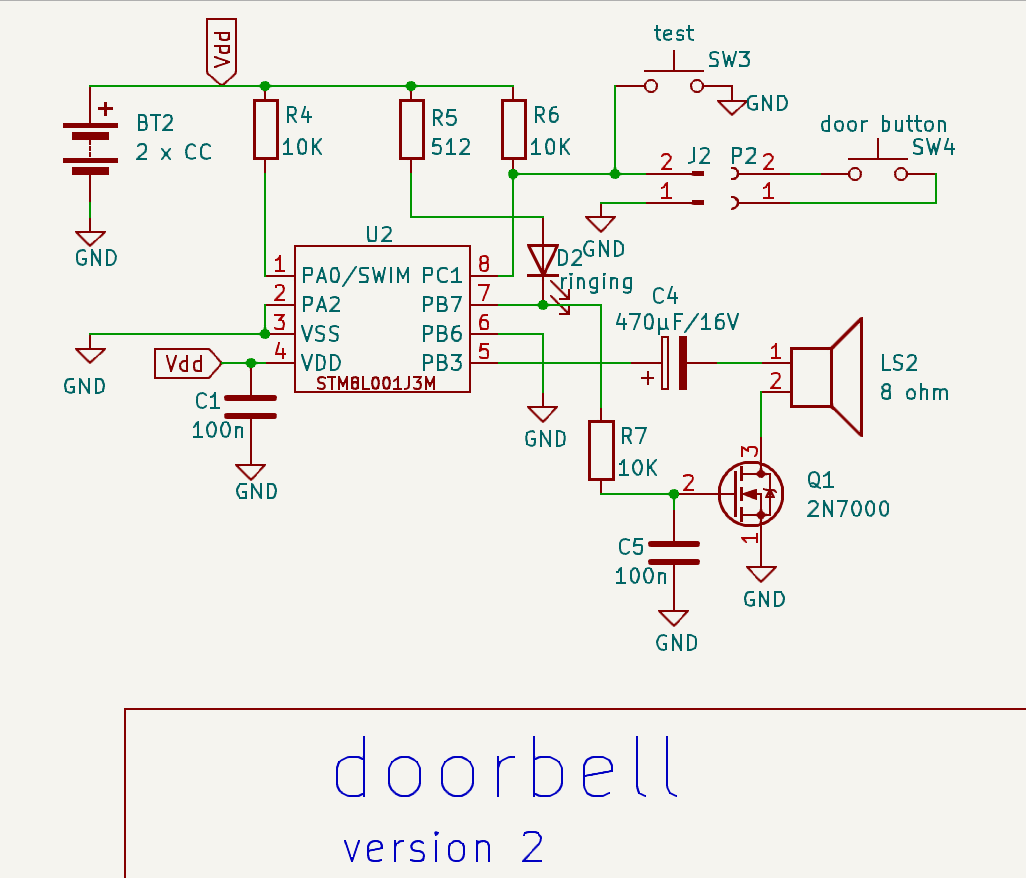 Vdd
test
SW3
GND
BT2
2 x CC
R4
10K
R5
512
R6
10K
door button
SW4
2 J2 P2 2
1 1
GND
GND
U2
D2
ringing
1 PA0/SWIM PC1 8
2 PA2 PB7 7
3 VSS PB6 6
4 VDD PB3 5
STM8L001J3M
GND
Vdd
C1
100n
GND
C4
470µF/16V
+
1
2
LS2
8 ohm
GND
R7
10K
3
2
1
Q1
2N7000
C5
100n
GND
GND
doorbell
version 2